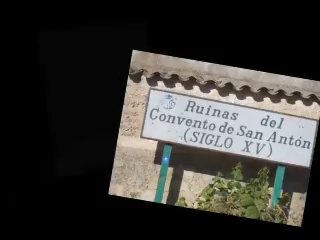 Ruinas del
Convento de San Antón
(SIGLO XV)